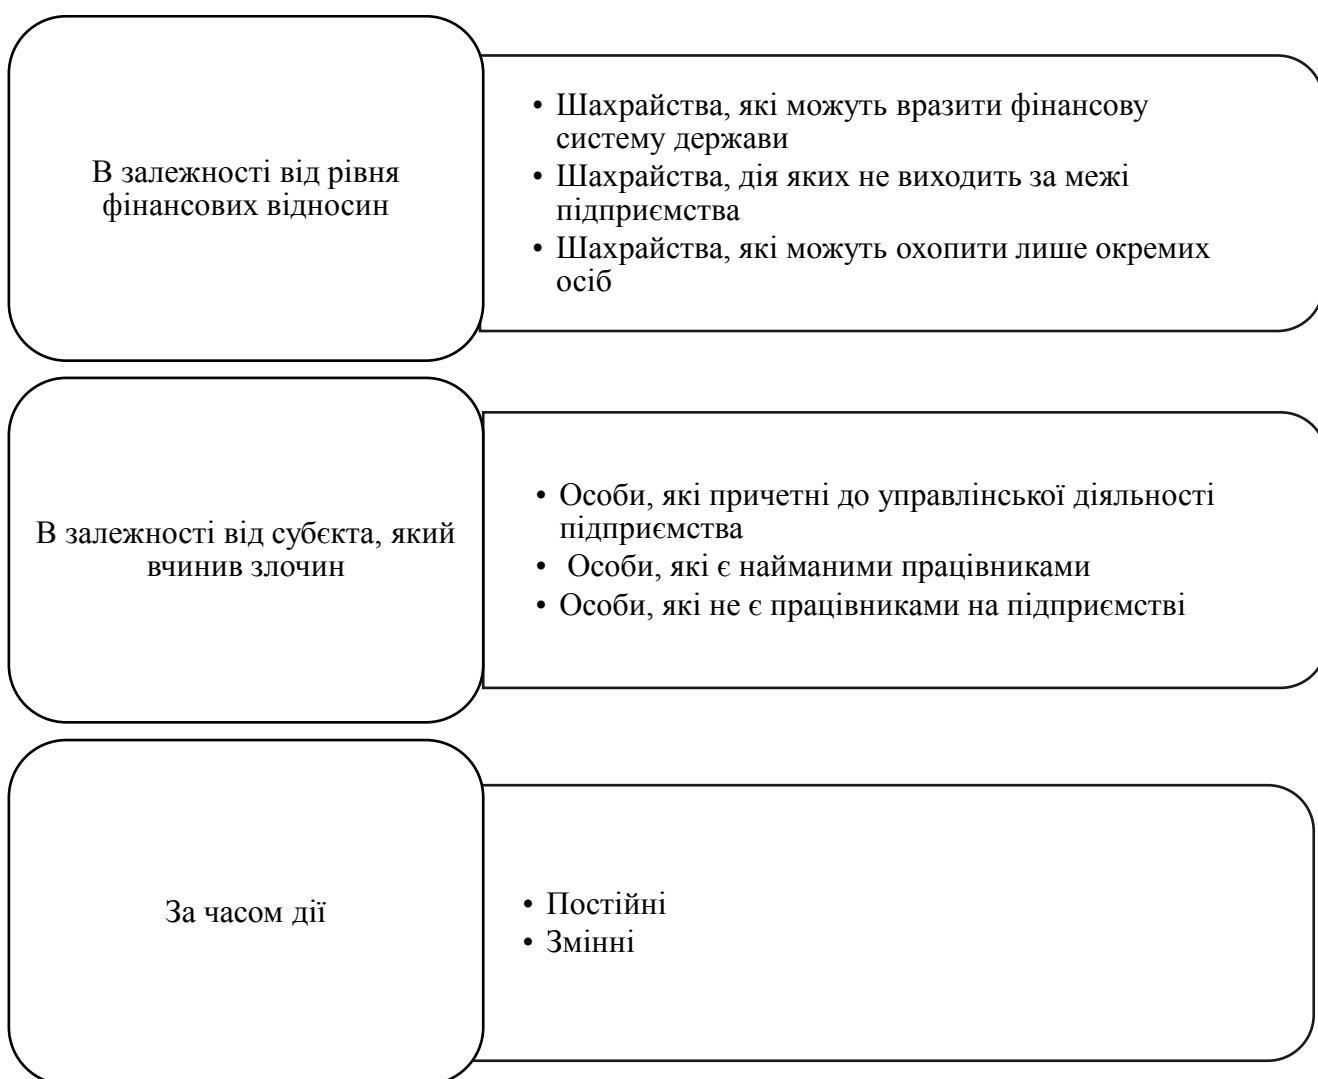 В залежності від рівня
фінансових відносин
• Шахрайства, які можуть вразити фінансову
систему держави
• Шахрайства, дія яких не виходить за межі
підприємства
• Шахрайства, які можуть охопити лише окремих
осіб
В залежності від субєкта, який
вчинив злочин
• Особи, які причетні до управлінської діяльності
підприємства
• Особи, які є найманими працівниками
• Особи, які не є працівниками на підприємстві
За часом дії
• Постійні
• Змінні